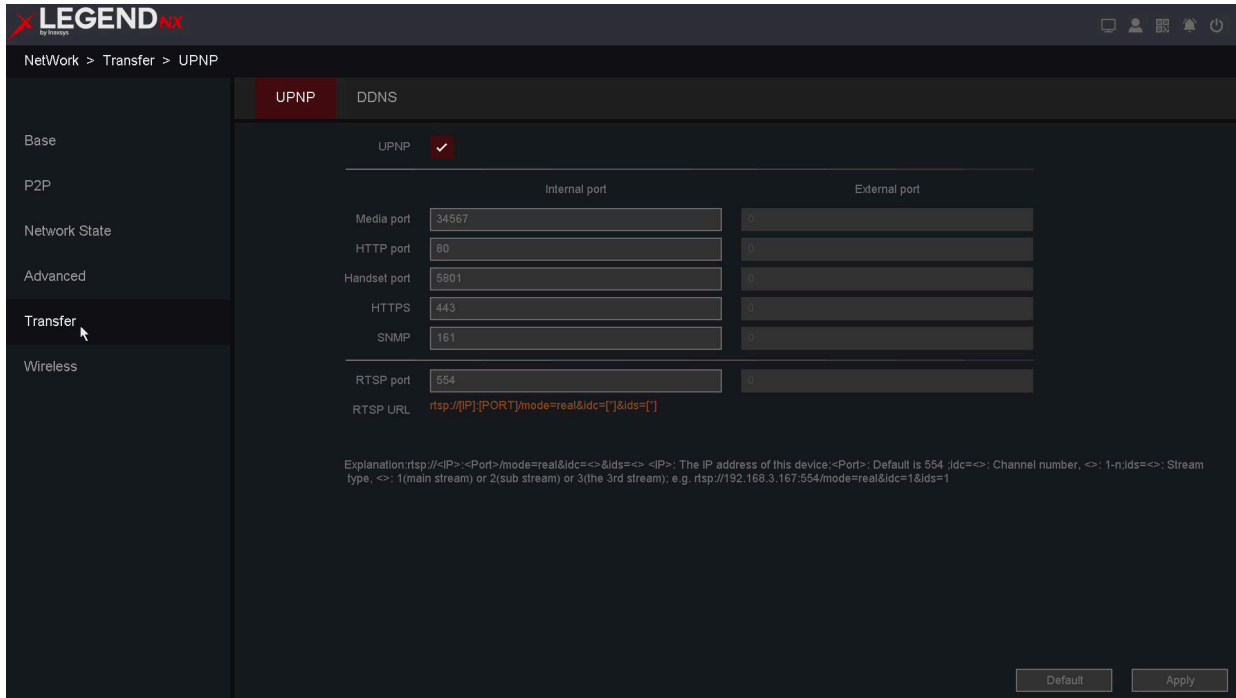 LEGEND NX
by Inaxsys
NetWork > Transfer > UPNP
UPNP DDNS
Base
P2P
Network State
Advanced
Transfer
Wireless
UPNP
Internal port External port
Media port 34567 0
HTTP port 80 0
Handset port 5801 0
HTTPS 443 0
SNMP 161 0
RTSP port 554 0
RTSP URL rtsp://[IP]:[PORT]/mode=real&idc=[*]&ids=[*]
Explanation:rtsp://<IP>:<Port>/mode=real&idc=<>&ids=<> <IP>: The IP address of this device;<Port>: Default is 554 ;idc=<>: Channel number, <>: 1-n;ids=<>: Stream
type, <>: 1(main stream) or 2(sub stream) or 3(the 3rd stream); e.g. rtsp://192.168.3.167:554/mode=real&idc=1&ids=1
Default Apply